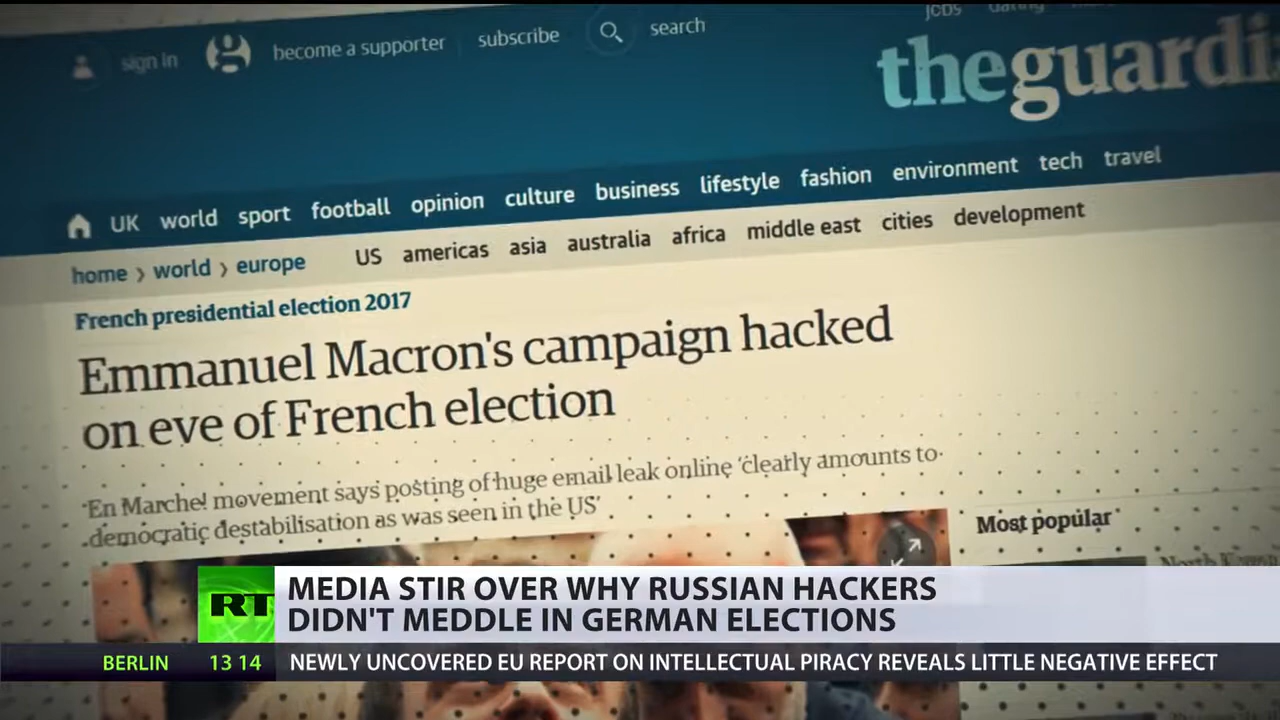 sign in
become a supporter
subscribe
search
jobs
dating
theguardi
UK world sport football opinion culture business lifestyle fashion environment tech travel
home › world › europe US americas asia australia africa middle east cities development
French presidential election 2017
Emmanuel Macron's campaign hacked
on eve of French election
En Marche! movement says posting of huge email leak online ‘clearly amounts to
democratic destabilisation as was seen in the US’
Most popular
North
RT
MEDIA STIR OVER WHY RUSSIAN HACKERS
DIDN'T MEDDLE IN GERMAN ELECTIONS
BERLIN 13 14 NEWLY UNCOVERED EU REPORT ON INTELLECTUAL PIRACY REVEALS LITTLE NEGATIVE EFFECT